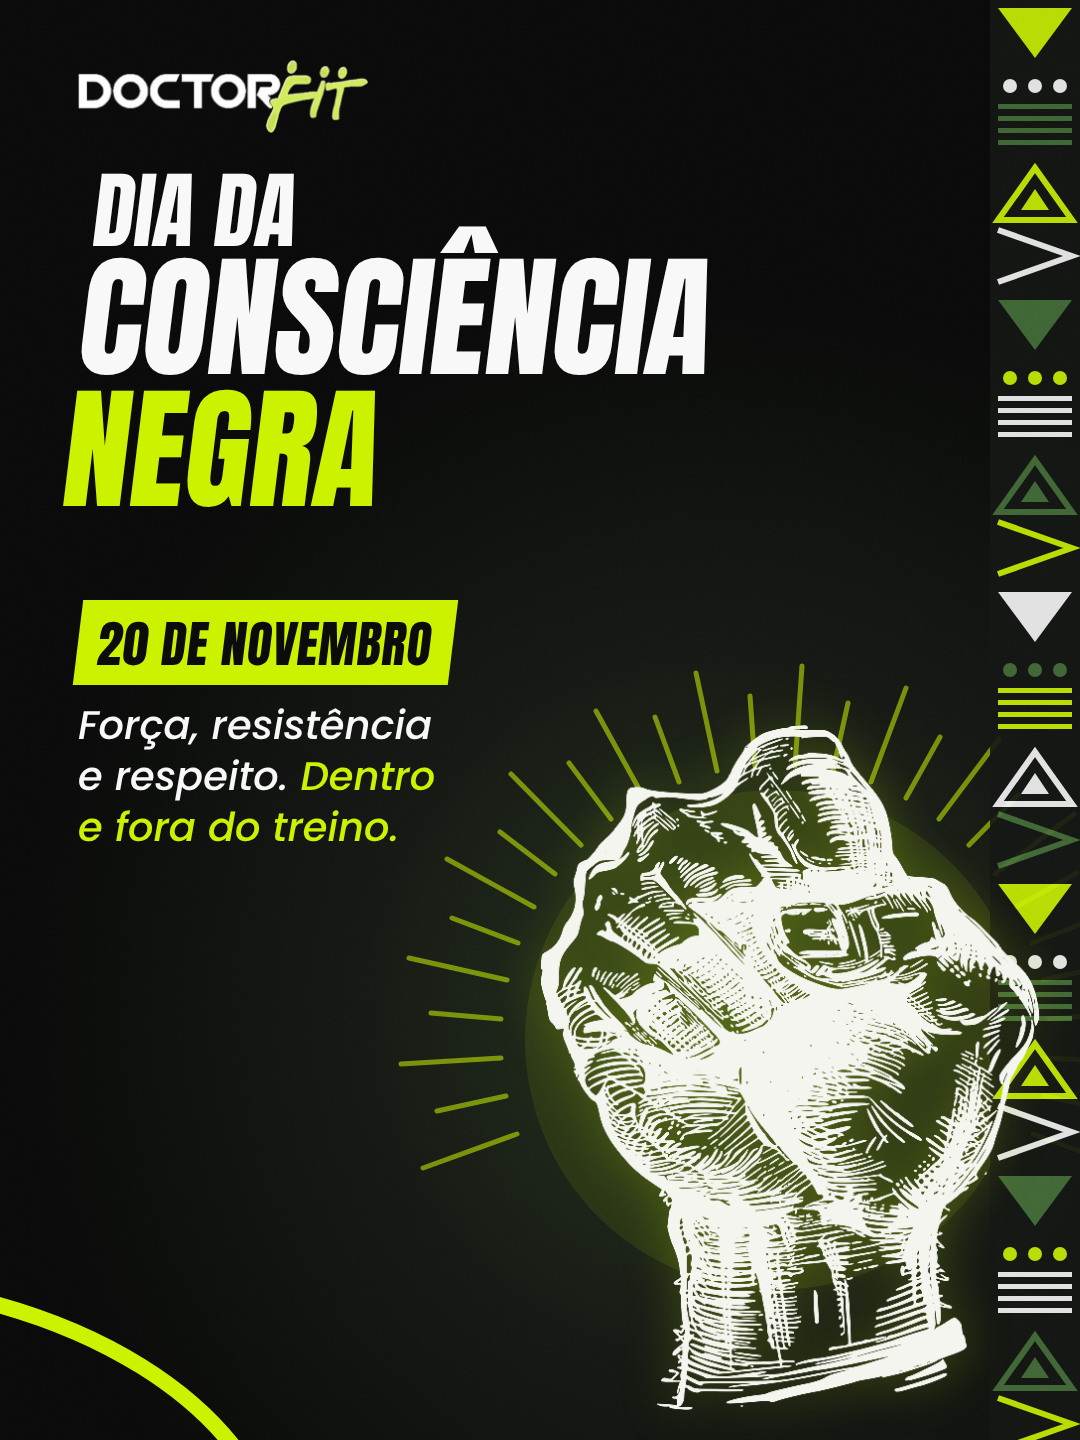 DOCTORFIT
DIA DA
CONSCIÊNCIA
NEGRA
20 DE NOVEMBRO
Força, resistência
e respeito. Dentro
e fora do treino.